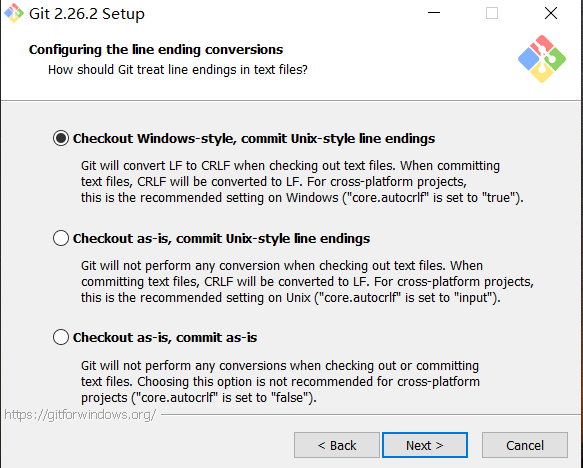 Git 2.26.2 Setup
Configuring the line ending conversions
How should Git treat line endings in text files?
Checkout Windows-style, commit Unix-style line endings
Git will convert LF to CRLF when checking out text files. When committing
text files, CRLF will be converted to LF. For cross-platform projects,
this is the recommended setting on Windows ("core.autocrlf" is set to "true").
Checkout as-is, commit Unix-style line endings
Git will not perform any conversion when checking out text files. When
committing text files, CRLF will be converted to LF. For cross-platform projects,
this is the recommended setting on Unix ("core.autocrlf" is set to "input").
Checkout as-is, commit as-is
Git will not perform any conversions when checking out or committing
text files. Choosing this option is not recommended for cross-platform
projects ("core.autocrlf" is set to "false").
https://gitforwindows.org/
< Back
Next >
Cancel